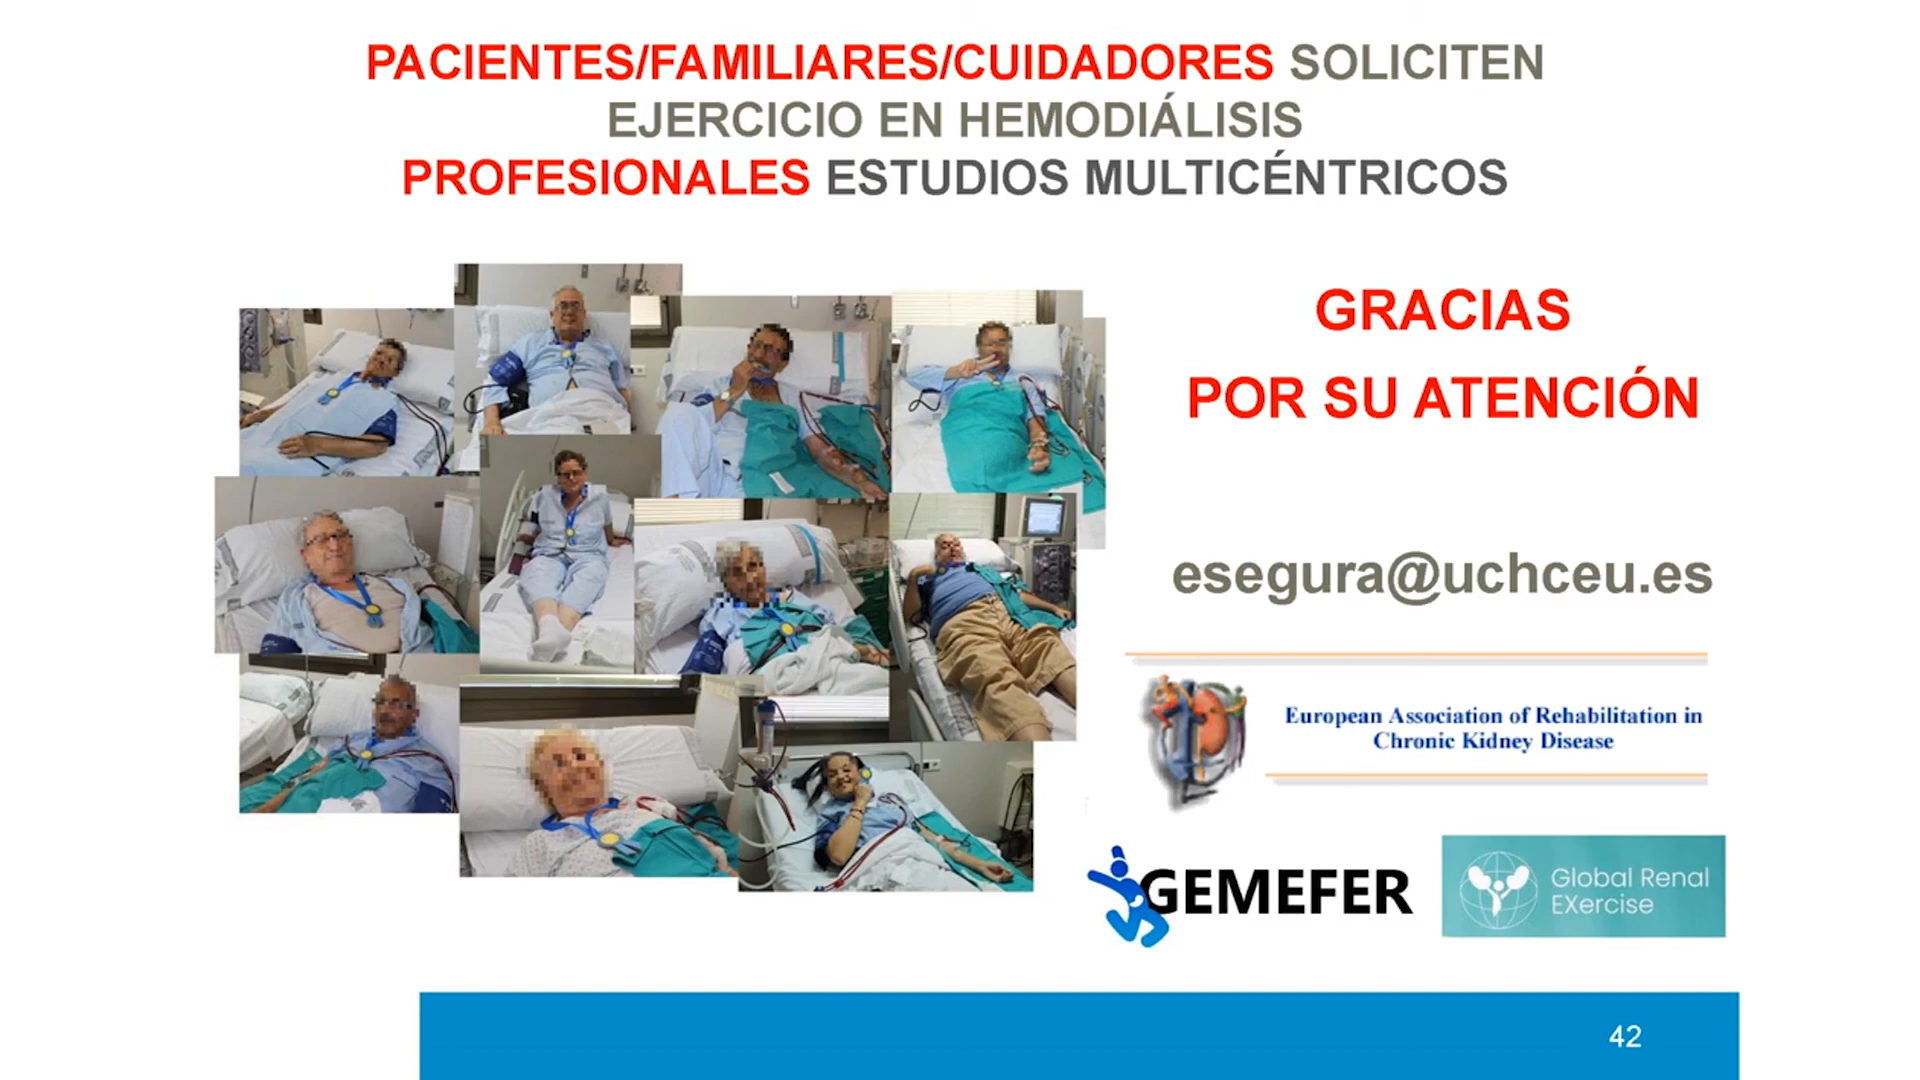 PACIENTES/FAMILIARES/CUIDADORES SOLICITEN
EJERCICIO EN HEMODIÁLISIS
PROFESIONALES ESTUDIOS MULTICÉNTRICOS
GRACIAS
POR SU ATENCIÓN
esegura@uchceu.es
European Association of Rehabilitation in
Chronic Kidney Disease
GEMEFER
Global Renal
EXercise
42